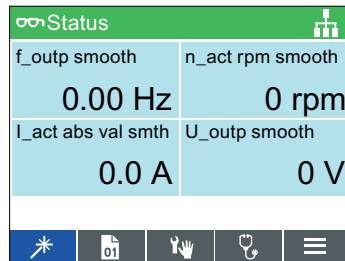 Status
f_outp smooth n_act rpm smooth
0.00 Hz 0 rpm
I_act abs val smth U_outp smooth
0.0 A 0 V
01